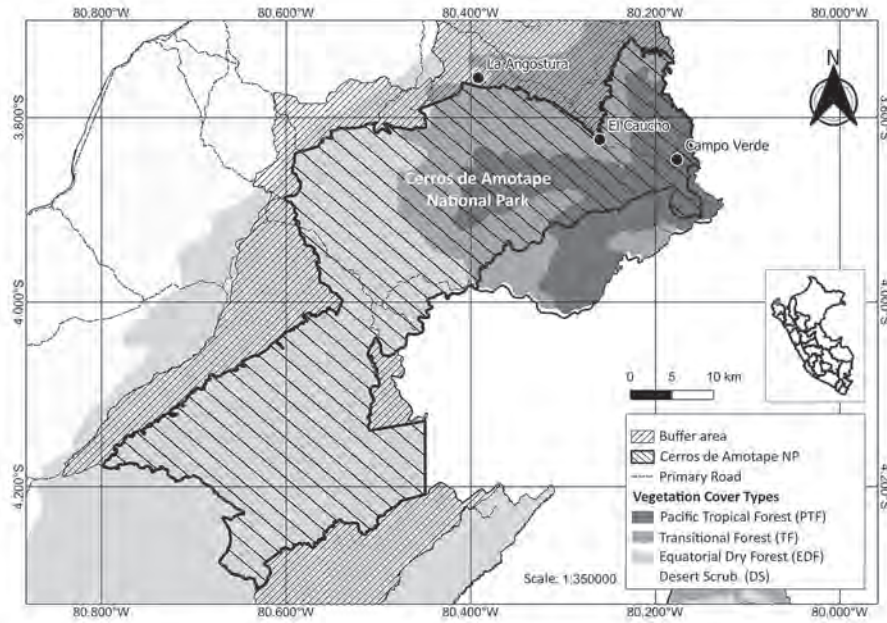 80.800°W 80.600°W 80.400°W 80.200°W 80.000°W
N
La Angostura
3.800°S
El Caucho
3.800°S
Campo Verde
Cerros de Amotape
National Park
4.000°S
4.000°S
0 5 10 km
Buffer area
Cerros de Amotape NP
Primary Road
Vegetation Cover Types
Pacific Tropical Forest (PTF)
Transitional Forest (TF)
Equatorial Dry Forest (EDF)
Desert Scrub. (DS)
4.200°S
4.200°S
Scale: 1:350000
80.800°W 80.600°W 80.400°W 80.200°W 80.000°W